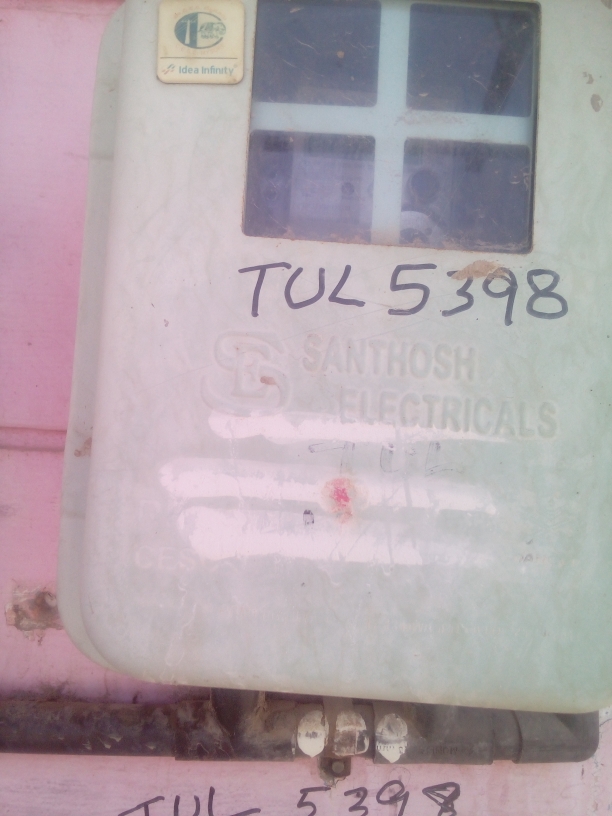 Idea Infinity
TUL 5398
SANTHOSH
ELECTRICALS
TUL 5398